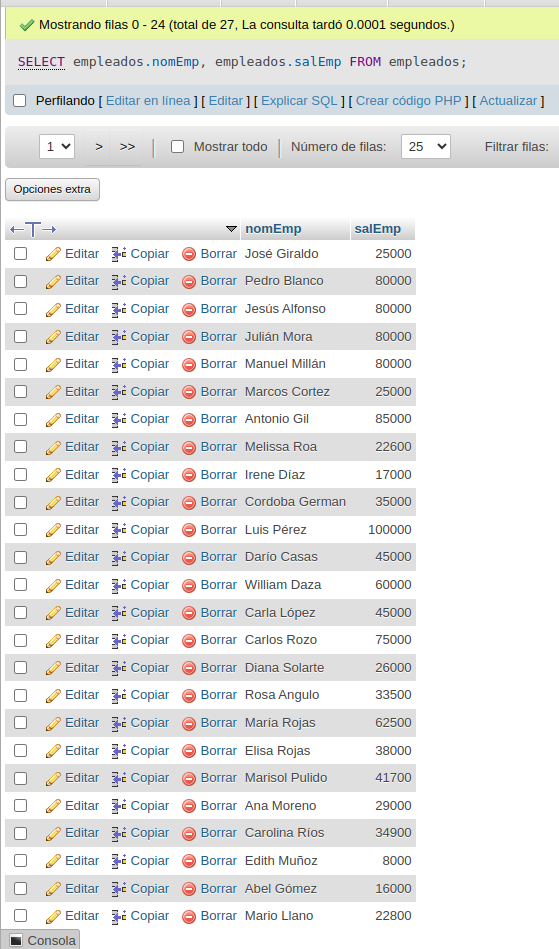 Mostrando filas 0 - 24 (total de 27, La consulta tardó 0.0001 segundos.)
SELECT empleados.nomEmp, empleados.salEmp FROM empleados;
Perfilando [ Editar en línea ] [ Editar ] [ Explicar SQL ] [ Crear código PHP ] [ Actualizar ]
1 > >> | Mostrar todo | Número de filas: 25 Filtrar filas:
Opciones extra
←T→ nomEmp salEmp
Editar Copiar Borrar José Giraldo 25000
Editar Copiar Borrar Pedro Blanco 80000
Editar Copiar Borrar Jesús Alfonso 80000
Editar Copiar Borrar Julián Mora 80000
Editar Copiar Borrar Manuel Millán 80000
Editar Copiar Borrar Marcos Cortez 25000
Editar Copiar Borrar Antonio Gil 85000
Editar Copiar Borrar Melissa Roa 22600
Editar Copiar Borrar Irene Díaz 17000
Editar Copiar Borrar Cordoba German 35000
Editar Copiar Borrar Luis Pérez 100000
Editar Copiar Borrar Darío Casas 45000
Editar Copiar Borrar William Daza 60000
Editar Copiar Borrar Carla López 45000
Editar Copiar Borrar Carlos Rozo 75000
Editar Copiar Borrar Diana Solarte 26000
Editar Copiar Borrar Rosa Angulo 33500
Editar Copiar Borrar María Rojas 62500
Editar Copiar Borrar Elisa Rojas 38000
Editar Copiar Borrar Marisol Pulido 41700
Editar Copiar Borrar Ana Moreno 29000
Editar Copiar Borrar Carolina Ríos 34900
Editar Copiar Borrar Edith Muñoz 8000
Editar Copiar Borrar Abel Gómez 16000
Editar Copiar Borrar Mario Llano 22800
Consola